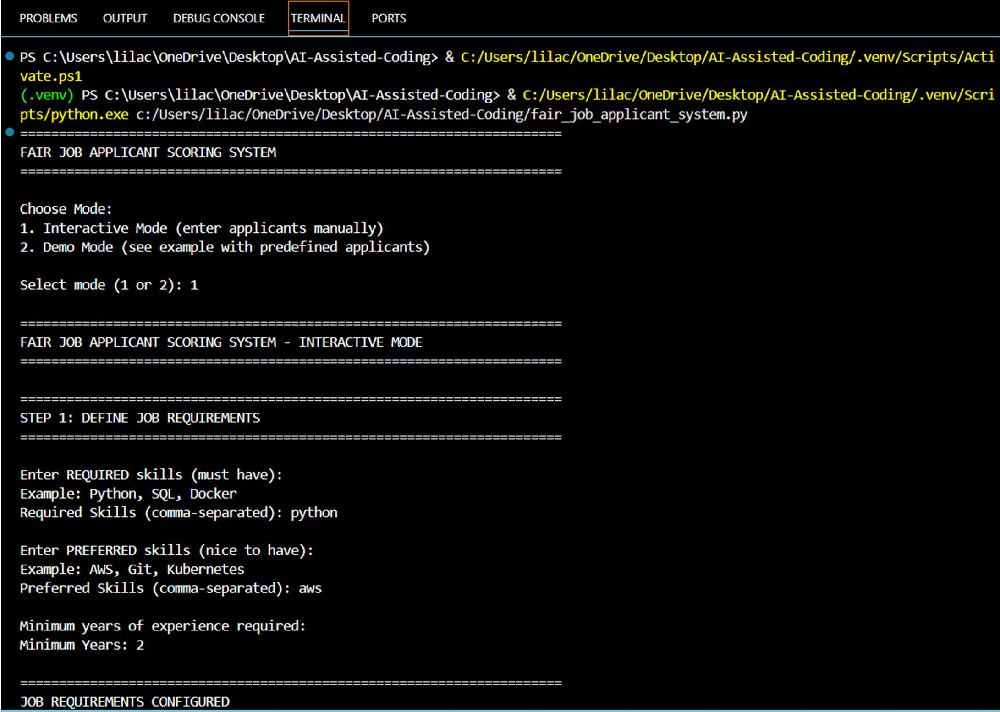 PROBLEMS OUTPUT DEBUG CONSOLE TERMINAL PORTS
PS C:\Users\lilac\OneDrive\Desktop\AI-Assisted-Coding> & C:/Users/lilac/OneDrive/Desktop/AI-Assisted-Coding/.venv/Scripts/Acti
vate.ps1
(.venv) PS C:\Users\lilac\OneDrive\Desktop\AI-Assisted-Coding> & C:/Users/lilac/OneDrive/Desktop/AI-Assisted-Coding/.venv/Scri
pts/python.exe c:/Users/lilac/OneDrive/Desktop/AI-Assisted-Coding/fair_job_applicant_system.py
======================================================================
FAIR JOB APPLICANT SCORING SYSTEM
======================================================================
Choose Mode:
1. Interactive Mode (enter applicants manually)
2. Demo Mode (see example with predefined applicants)
Select mode (1 or 2): 1
======================================================================
FAIR JOB APPLICANT SCORING SYSTEM - INTERACTIVE MODE
======================================================================
======================================================================
STEP 1: DEFINE JOB REQUIREMENTS
======================================================================
Enter REQUIRED skills (must have):
Example: Python, SQL, Docker
Required Skills (comma-separated): python
Enter PREFERRED skills (nice to have):
Example: AWS, Git, Kubernetes
Preferred Skills (comma-separated): aws
Minimum years of experience required:
Minimum Years: 2
======================================================================
JOB REQUIREMENTS CONFIGURED